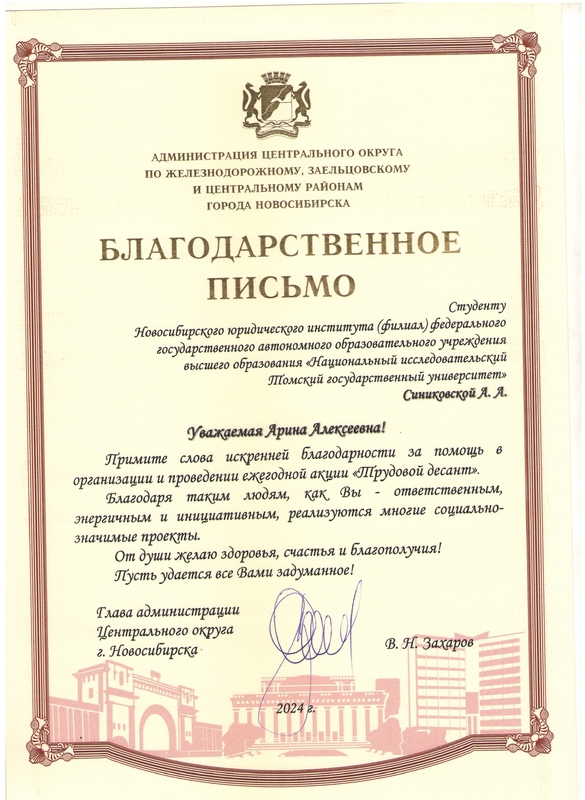 АДМИНИСТРАЦИЯ ЦЕНТРАЛЬНОГО ОКРУГА
ПО ЖЕЛЕЗНОДОРОЖНОМУ, ЗАЕЛЬЦОВСКОМУ
И ЦЕНТРАЛЬНОМУ РАЙОНАМ
ГОРОДА НОВОСИБИРСКА
БЛАГОДАРСТВЕННОЕ
ПИСЬМО
Студенту
Новосибирского юридического института (филиал) федерального
государственного автономного образовательного учреждения
высшего образования «Национальный исследовательский
Томский государственный университет»
Синиковской А. А.
Уважаемая Арина Алексеевна!
Примите слова искренней благодарности за помощь в
организации и проведении ежегодной акции «Трудовой десант».
Благодаря таким людям, как Вы - ответственным,
энергичным и инициативным, реализуются многие социально-
значимые проекты.
От души желаю здоровья, счастья и благополучия!
Пусть удается все Вами задуманное!
Глава администрации
Центрального округа
г. Новосибирска
В. Н. Захаров
2024 г.